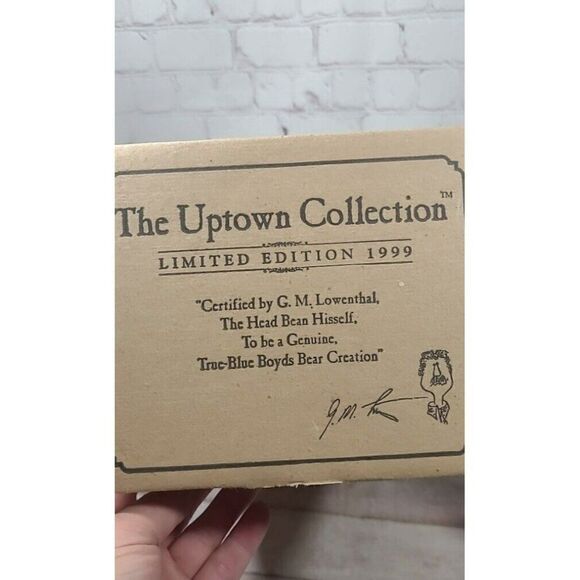 The Uptown Collection™
LIMITED EDITION 1999
"Certified by G. M. Lowenthal,
The Head Bean Hisself,
To be a Genuine,
True-Blue Boyds Bear Creation"
G. M.